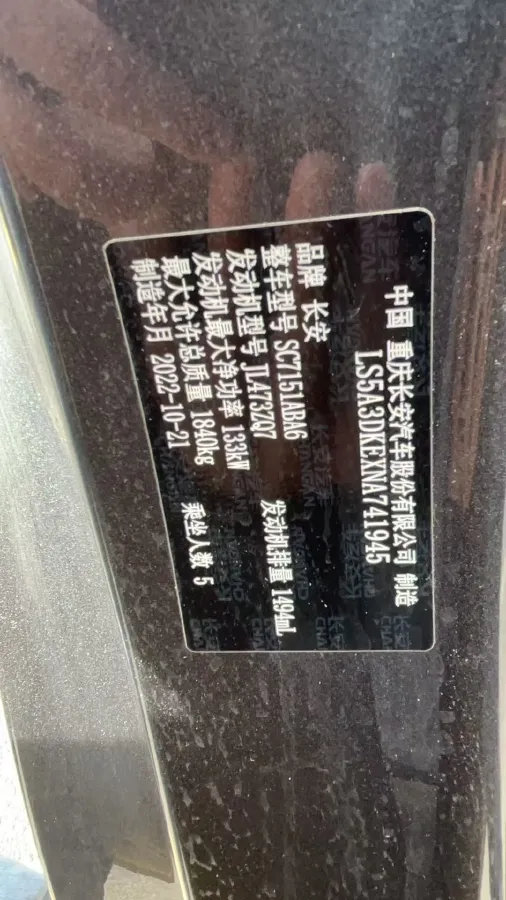 中国 重庆长安汽车股份有限公司 制造
LS5A3DKEXNA741945
品牌 长安
整车型号 SC7151ABA6 发动机排量 1494mL
发动机型号 JL473ZQ7
发动机最大净功率 133kW
最大允许总质量 1840kg 乘坐人数 5
制造年月 2022-10-21